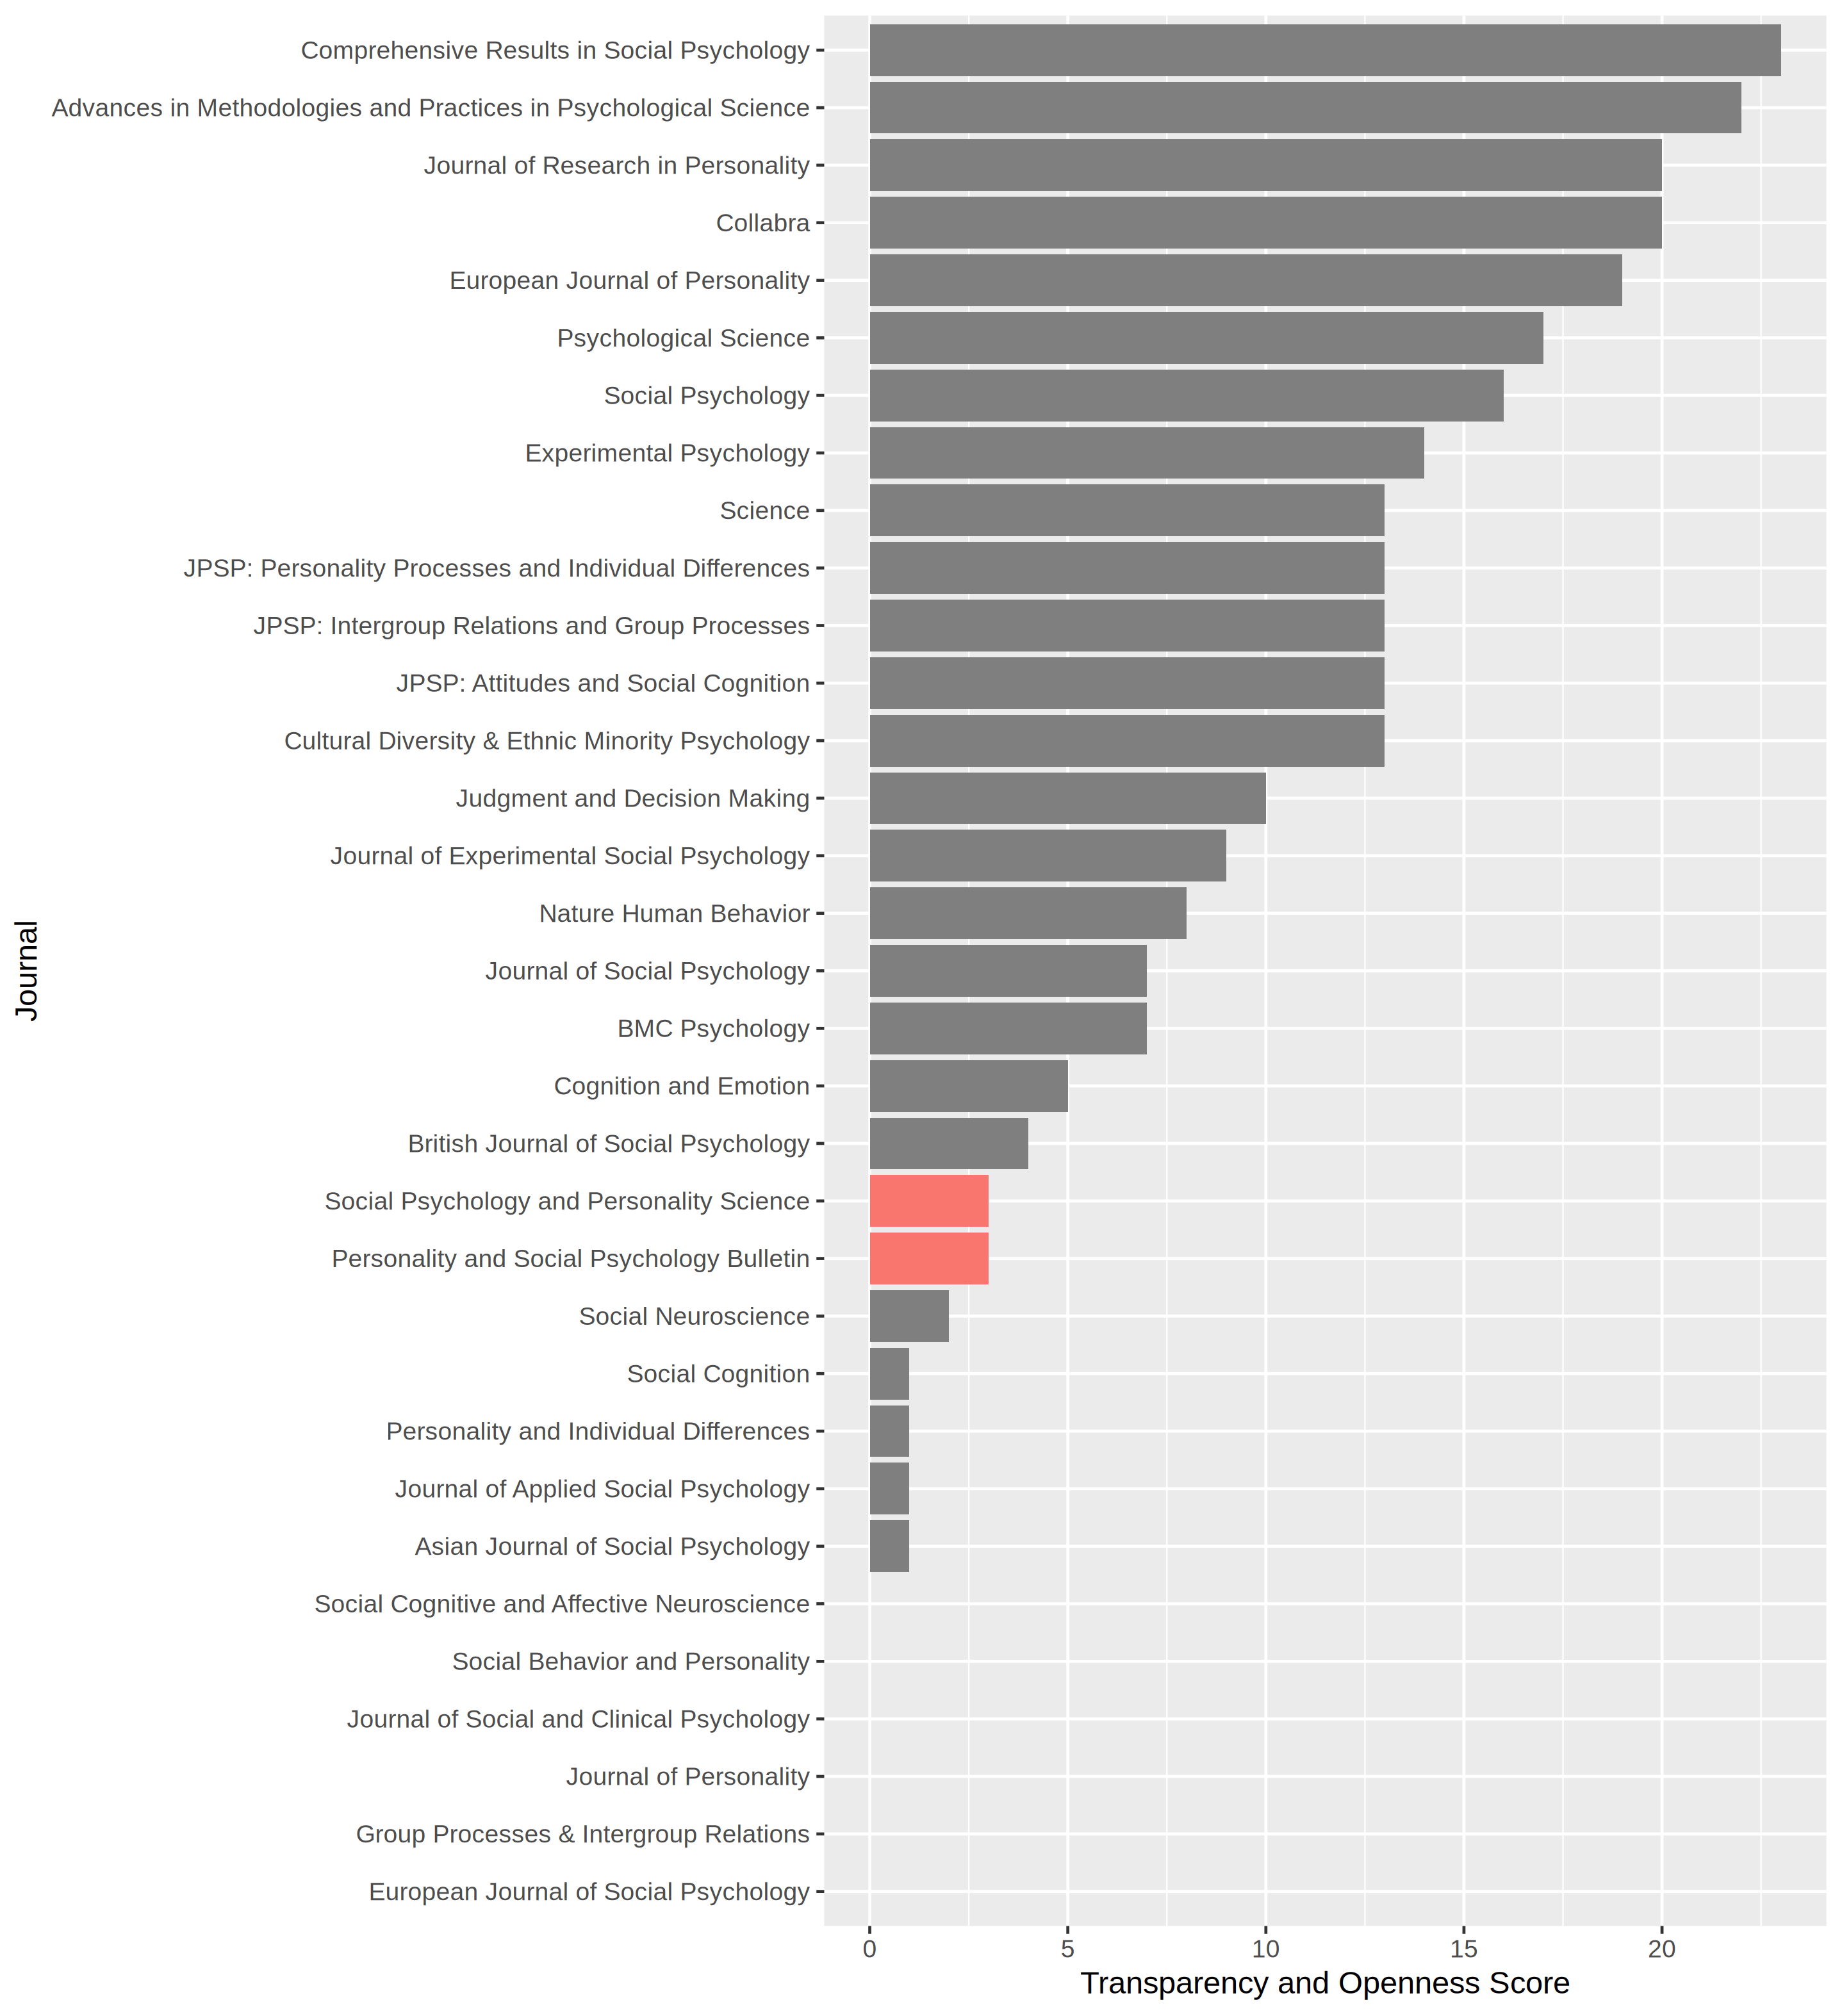 Comprehensive Results in Social Psychology
Advances in Methodologies and Practices in Psychological Science
Journal of Research in Personality
Collabra
European Journal of Personality
Psychological Science
Social Psychology
Experimental Psychology
Science
JPSP: Personality Processes and Individual Differences
JPSP: Intergroup Relations and Group Processes
JPSP: Attitudes and Social Cognition
Cultural Diversity & Ethnic Minority Psychology
Judgment and Decision Making
Journal of Experimental Social Psychology
Nature Human Behavior
Journal of Social Psychology
BMC Psychology
Cognition and Emotion
British Journal of Social Psychology
Social Psychology and Personality Science
Personality and Social Psychology Bulletin
Social Neuroscience
Social Cognition
Personality and Individual Differences
Journal of Applied Social Psychology
Asian Journal of Social Psychology
Social Cognitive and Affective Neuroscience
Social Behavior and Personality
Journal of Social and Clinical Psychology
Journal of Personality
Group Processes & Intergroup Relations
European Journal of Social Psychology
Journal
0 5 10 15 20
Transparency and Openness Score